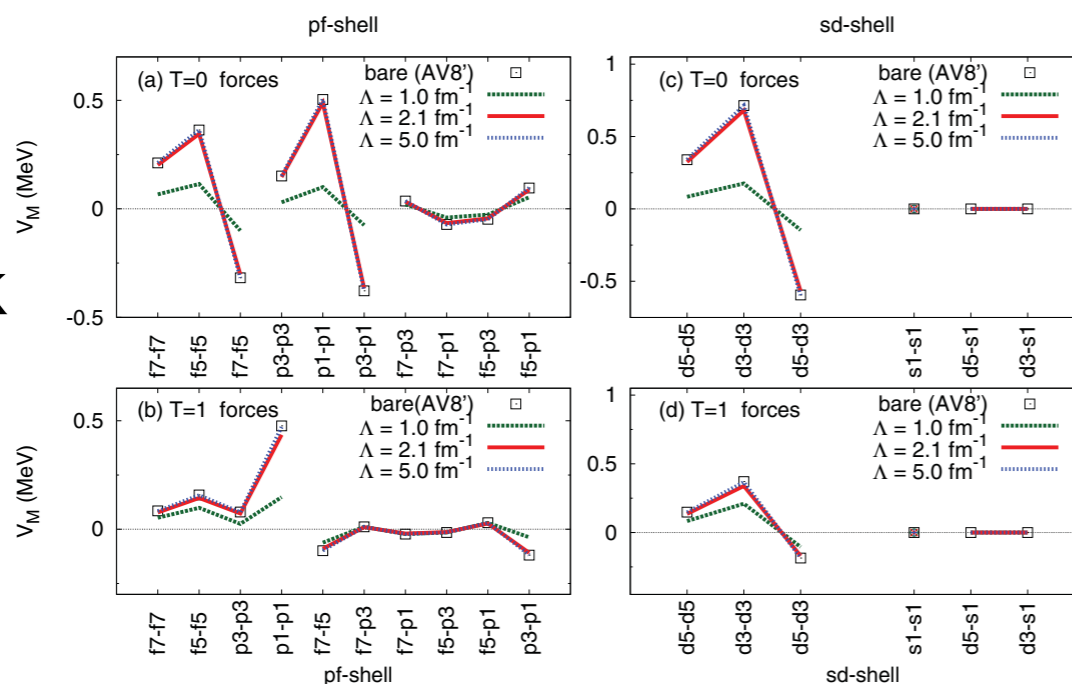 pf-shell
sd-shell
(a) T=0 forces
bare (AV8')
Λ = 1.0 fm⁻¹
Λ = 2.1 fm⁻¹
Λ = 5.0 fm⁻¹
V_M (MeV)
0.5
0
-0.5
f7-f7
f5-f5
f7-f5
p3-p3
p1-p1
p3-p1
f7-p3
f7-p1
f5-p3
f5-p1
(c) T=0 forces
bare (AV8')
Λ = 1.0 fm⁻¹
Λ = 2.1 fm⁻¹
Λ = 5.0 fm⁻¹
1
0.5
0
-0.5
d5-d5
d3-d3
d5-d3
s1-s1
d5-s1
d3-s1
(b) T=1 forces
bare(AV8')
Λ = 1.0 fm⁻¹
Λ = 2.1 fm⁻¹
Λ = 5.0 fm⁻¹
V_M (MeV)
0.5
0
f7-f7
f5-f5
p3-p3
p1-p1
f7-f5
f7-p3
f7-p1
f5-p3
f5-p1
p3-p1
pf-shell
(d) T=1 forces
bare (AV8')
Λ = 1.0 fm⁻¹
Λ = 2.1 fm⁻¹
Λ = 5.0 fm⁻¹
1
0.5
0
d5-d5
d3-d3
d5-d3
s1-s1
d5-s1
d3-s1
sd-shell